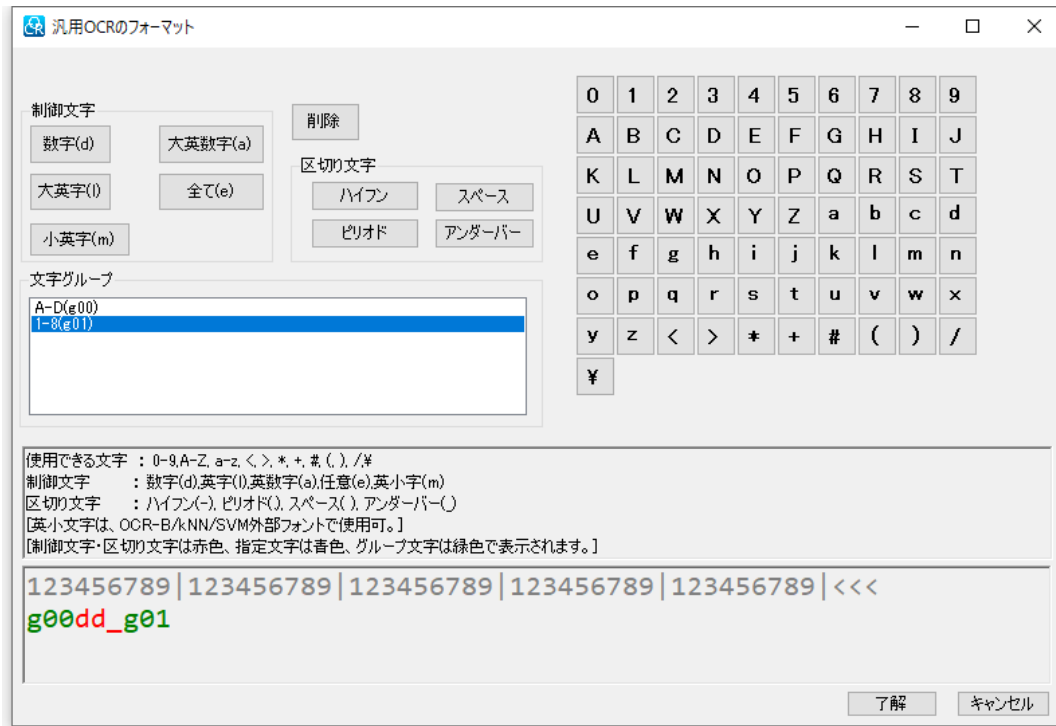 汎用OCRのフォーマット
制御文字
数字(d)
大英数字(a)
大英字(l)
全て(e)
小英字(m)
削除
区切り文字
ハイフン
スペース
ピリオド
アンダーバー
文字グループ
A-D(g00)
1-8(g01)
0 1 2 3 4 5 6 7 8 9
A B C D E F G H I J
K L M N O P Q R S T
U V W X Y Z a b c d
e f g h i j k l m n
o p q r s t u v w x
y z < > * + # ( ) /
¥
使用できる文字 : 0-9,A-Z, a-z, <, >, *, +, #, (, ), /,¥
制御文字 : 数字(d),英字(l),英数字(a),任意(e),英小字(m)
区切り文字 : ハイフン(-), ピリオド(.), スペース( ), アンダーバー(_)
[英小文字は、OCR-B/kNN/SVM外部フォントで使用可。]
[制御文字・区切り文字は赤色、指定文字は青色、グループ文字は緑色で表示されます。]
123456789|123456789|123456789|123456789|123456789|<<<
g00dd_g01
了解
キャンセル